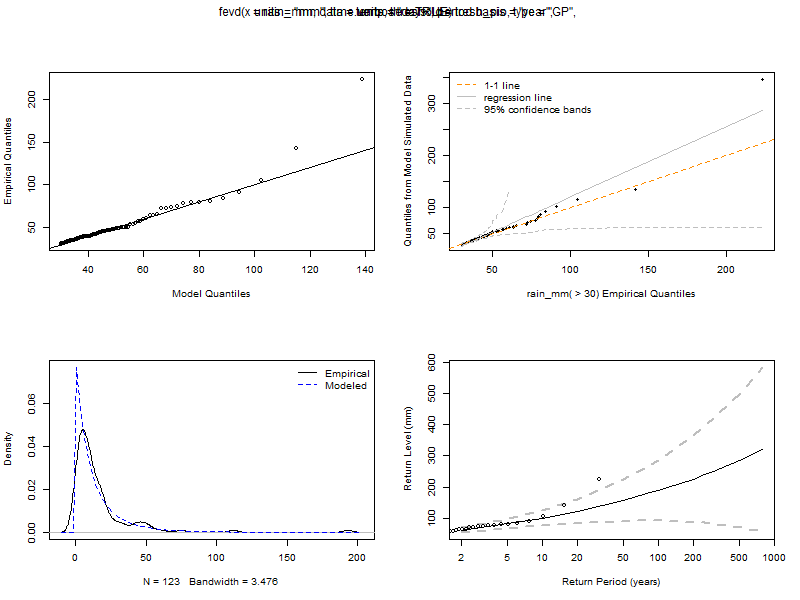 fevd(x =
"GP",
50
100
150
200
Empirical Quantiles
40
60
80
100
120
140
Model Quantiles
1-1 line
regression line
95% confidence bands
50
100
200
300
Quantiles from Model Simulated Data
50
100
150
200
rain_mm( > 30) Empirical Quantiles
Empirical
Modeled
0.00
0.02
0.04
0.06
Density
0
50
100
150
200
N = 123 Bandwidth = 3.476
100
200
300
400
500
600
Return Level (mm)
2
5
10
20
50
100
200
500
1000
Return Period (years)